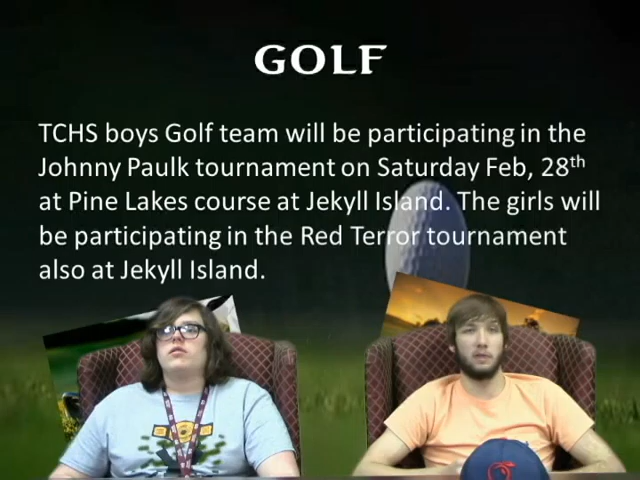 GOLF
TCHS boys Golf team will be participating in the
Johnny Paulk tournament on Saturday Feb, 28th
at Pine Lakes course at Jekyll Island. The girls will
be participating in the Red Terror tournament
also at Jekyll Island.